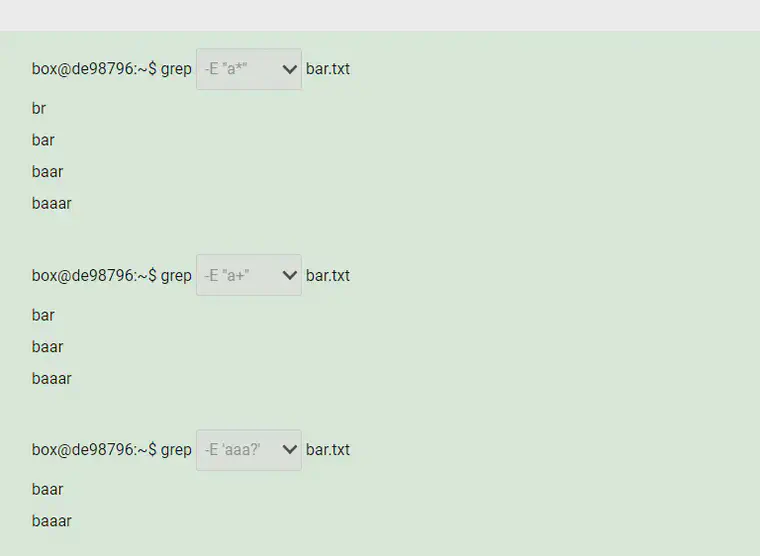 box@de98796:~$ grep -E "a*" bar.txt
br
bar
baar
baaar
box@de98796:~$ grep -E "a+" bar.txt
bar
baar
baaar
box@de98796:~$ grep -E 'aaa?' bar.txt
baar
baaar